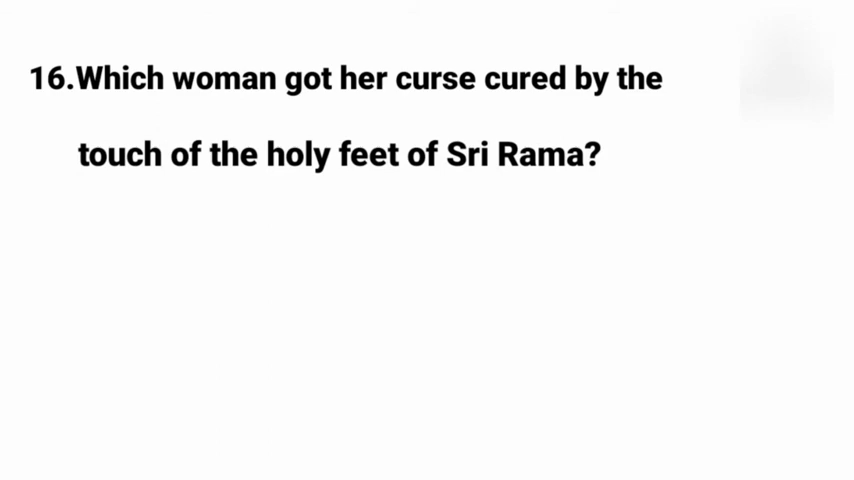 16.Which woman got her curse cured by the
touch of the holy feet of Sri Rama?